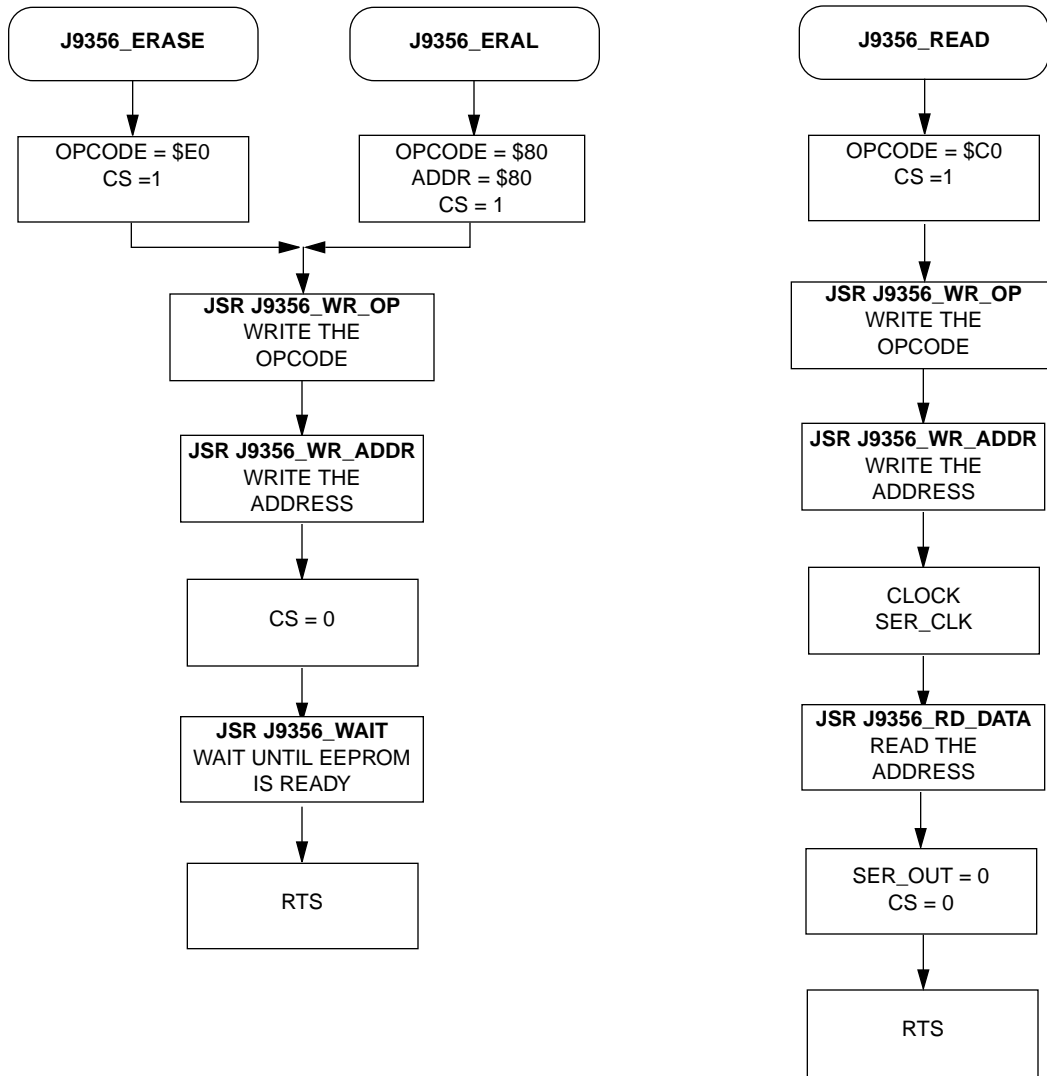 J9356_ERASE
OPCODE = $E0
CS =1
J9356_ERAL
OPCODE = $80
ADDR = $80
CS = 1
JSR J9356_WR_OP
WRITE THE
OPCODE
JSR J9356_WR_ADDR
WRITE THE
ADDRESS
CS = 0
JSR J9356_WAIT
WAIT UNTIL EEPROM
IS READY
RTS
J9356_READ
OPCODE = $C0
CS =1
JSR J9356_WR_OP
WRITE THE
OPCODE
JSR J9356_WR_ADDR
WRITE THE
ADDRESS
CLOCK
SER_CLK
JSR J9356_RD_DATA
READ THE
ADDRESS
SER_OUT = 0
CS = 0
RTS